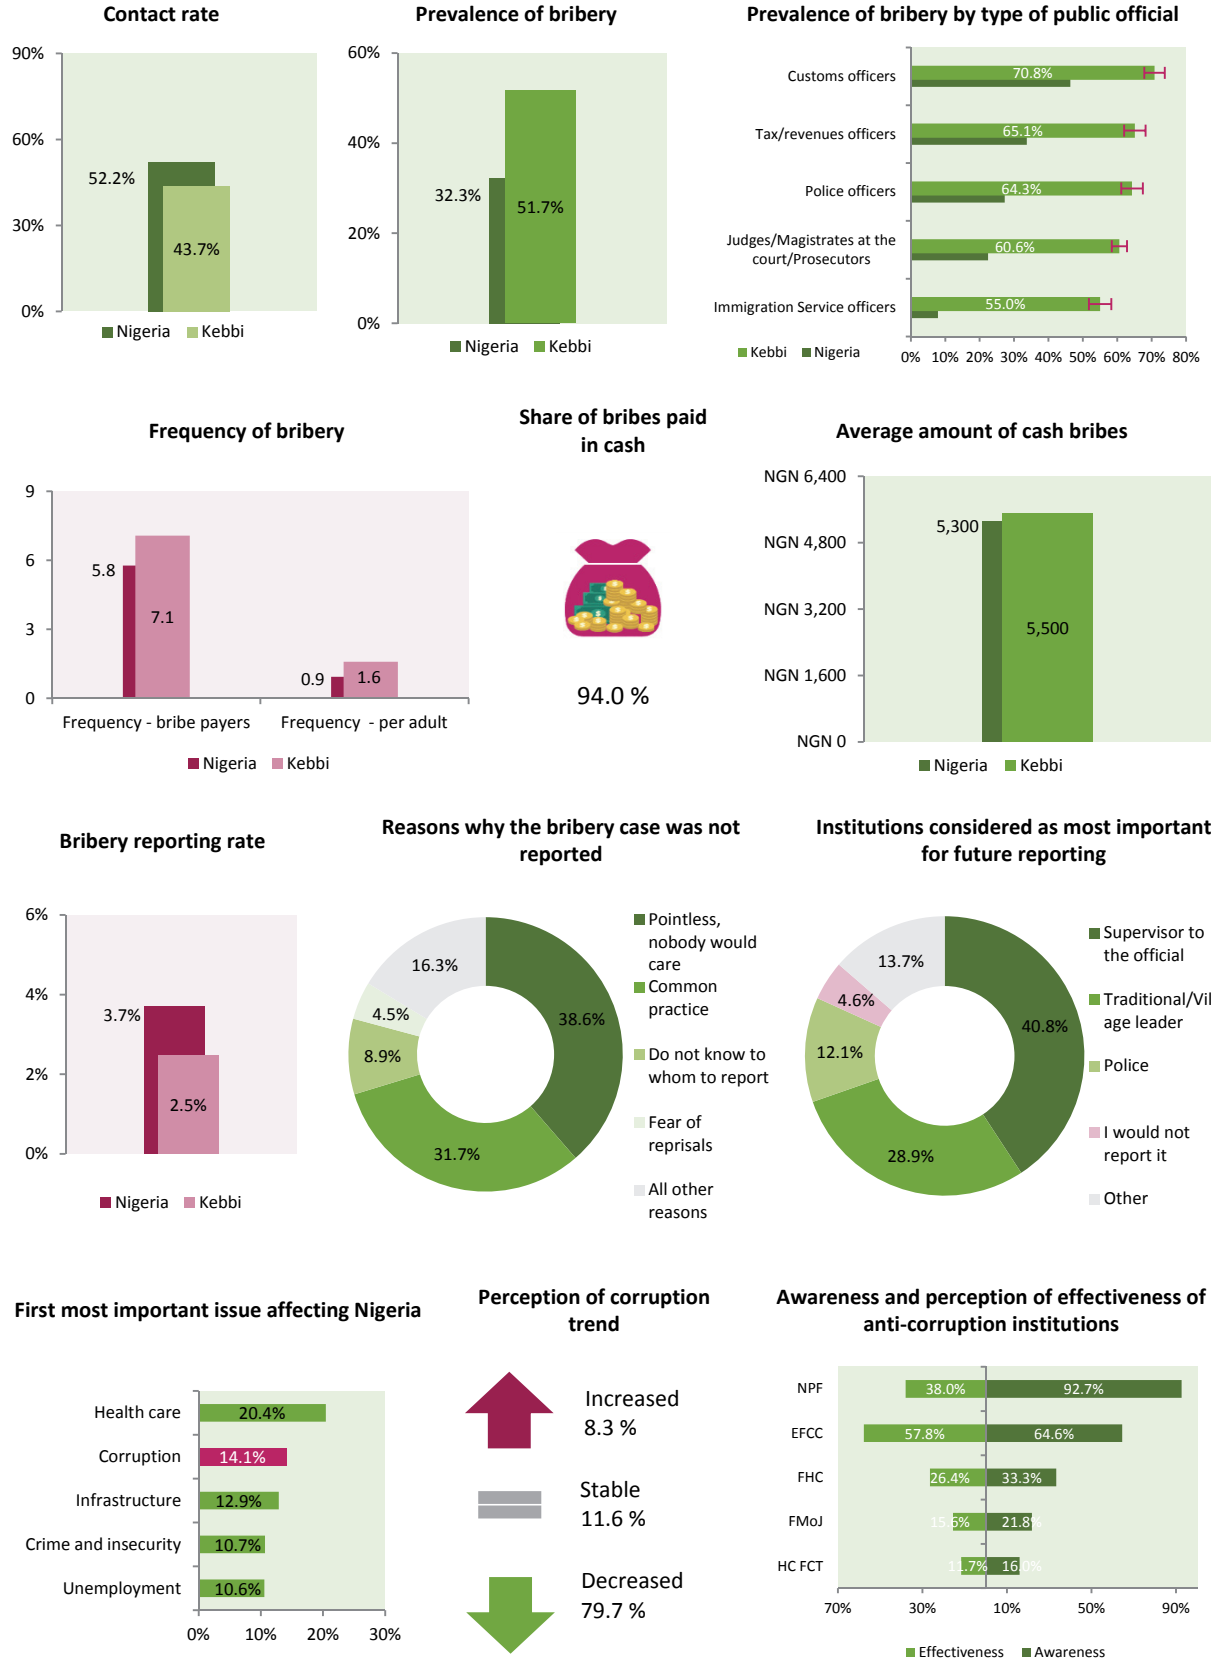 Contact rate
90%
60%
30%
0%
52.2%
43.7%
Nigeria Kebbi
Prevalence of bribery
60%
40%
20%
0%
32.3%
51.7%
Nigeria Kebbi
Prevalence of bribery by type of public official
Customs officers
70.8%
Tax/revenues officers
65.1%
Police officers
64.3%
Judges/Magistrates at the
court/Prosecutors
60.6%
Immigration Service officers
55.0%
0% 10% 20% 30% 40% 50% 60% 70% 80%
Kebbi Nigeria
Frequency of bribery
9
6
3
0
5.8
7.1
0.9
1.6
Frequency - bribe payers
Frequency - per adult
Nigeria Kebbi
Share of bribes paid
in cash
94.0 %
Average amount of cash bribes
NGN 6,400
NGN 4,800
NGN 3,200
NGN 1,600
NGN 0
5,300
5,500
Nigeria Kebbi
Bribery reporting rate
6%
4%
2%
0%
3.7%
2.5%
Nigeria Kebbi
Reasons why the bribery case was not
reported
16.3%
4.5%
8.9%
31.7%
38.6%
Pointless,
nobody would
care
Common
practice
Do not know to
whom to report
Fear of
reprisals
All other
reasons
Institutions considered as most important
for future reporting
13.7%
4.6%
12.1%
28.9%
40.8%
Supervisor to
the official
Traditional/Vil
age leader
Police
I would not
report it
Other
First most important issue affecting Nigeria
Health care
20.4%
Corruption
14.1%
Infrastructure
12.9%
Crime and insecurity
10.7%
Unemployment
10.6%
0% 10% 20% 30%
Perception of corruption
trend
Increased
8.3 %
Stable
11.6 %
Decreased
79.7 %
Awareness and perception of effectiveness of
anti-corruption institutions
NPF
38.0% 92.7%
EFCC
57.8% 64.6%
FHC
26.4% 33.3%
FMoJ
15.6% 21.8%
HC FCT
11.7% 16.0%
70% 30% 10% 50% 90%
Effectiveness Awareness